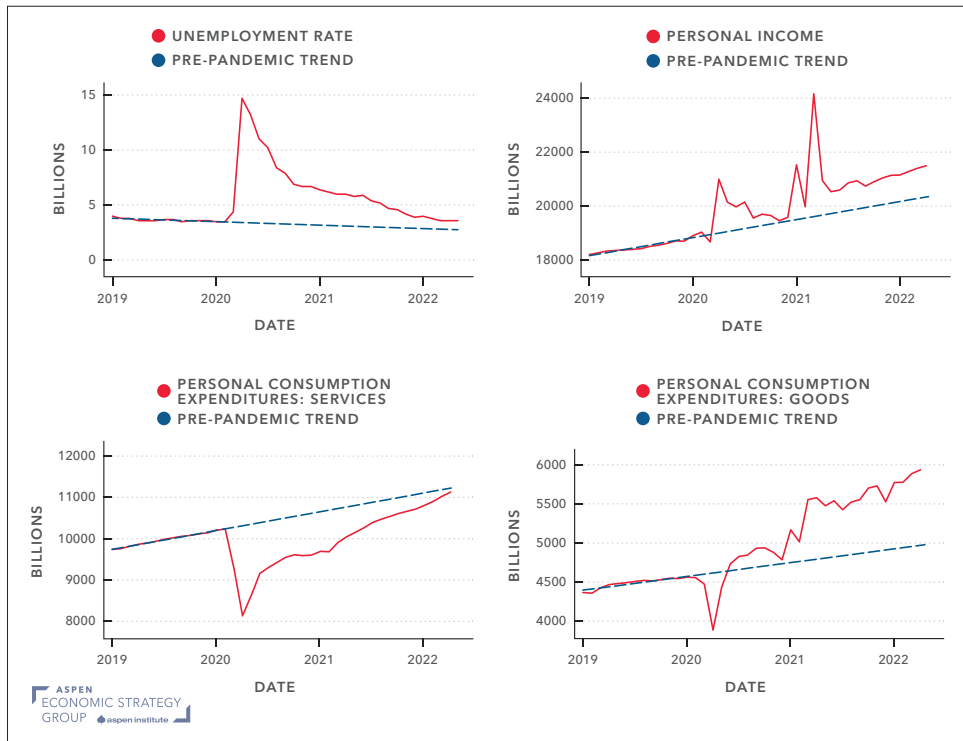 UNEMPLOYMENT RATE
PRE-PANDEMIC TREND
15
10
5
0
BILLIONS
2019 2020 2021 2022
DATE
PERSONAL INCOME
PRE-PANDEMIC TREND
24000
22000
20000
18000
BILLIONS
2019 2020 2021 2022
DATE
PERSONAL CONSUMPTION
EXPENDITURES: SERVICES
PRE-PANDEMIC TREND
12000
11000
10000
9000
8000
BILLIONS
2019 2020 2021 2022
DATE
PERSONAL CONSUMPTION
EXPENDITURES: GOODS
PRE-PANDEMIC TREND
6000
5500
5000
4500
4000
BILLIONS
2019 2020 2021 2022
DATE
ASPEN
ECONOMIC STRATEGY
GROUP aspen institute